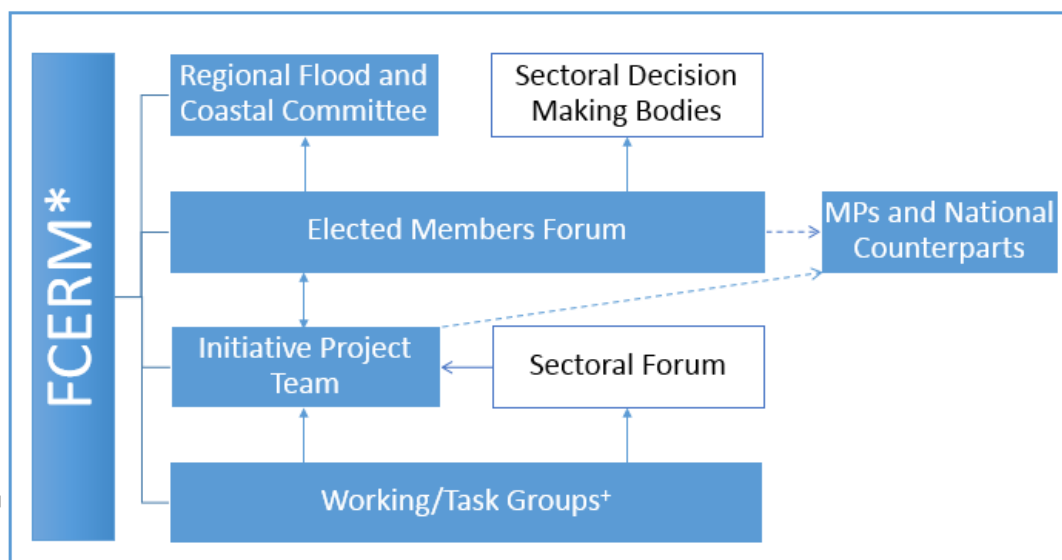 FCERM*
Regional Flood and
Coastal Committee
Sectoral Decision
Making Bodies
Elected Members Forum
MPs and National
Counterparts
Initiative Project
Team
Sectoral Forum
Working/Task Groups⁺